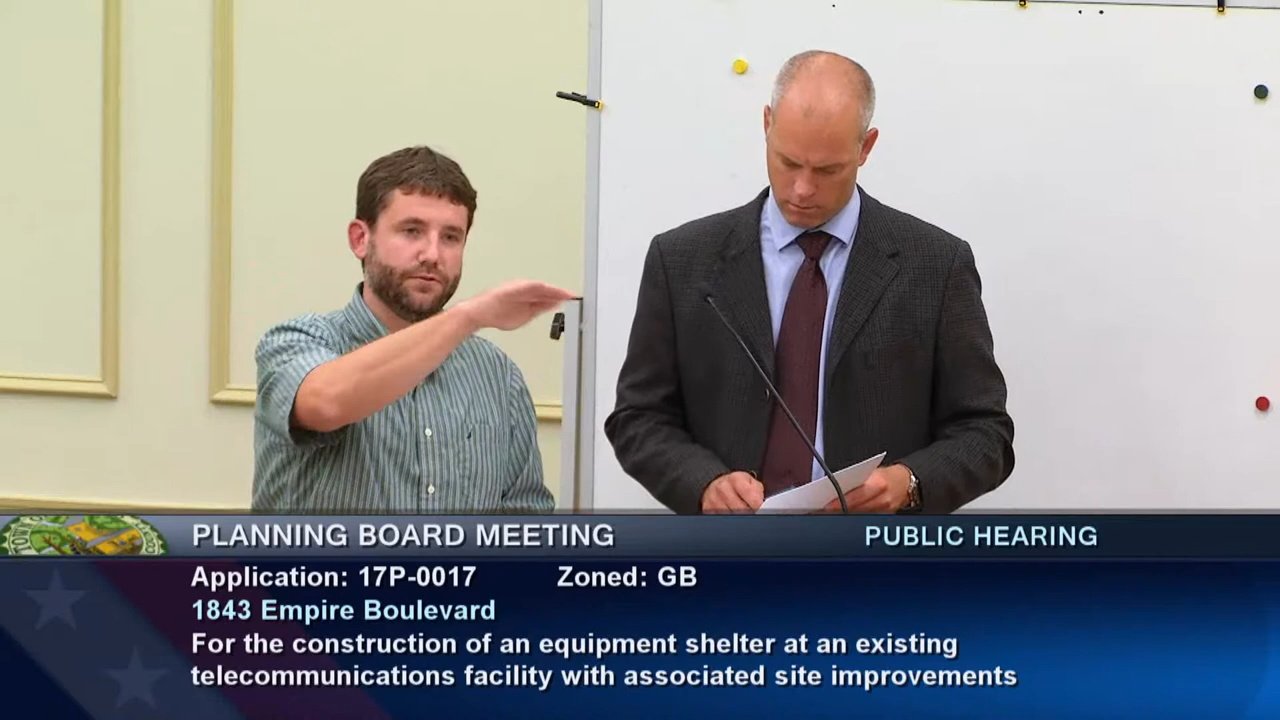 PLANNING BOARD MEETING
PUBLIC HEARING
Application: 17P-0017
Zoned: GB
1843 Empire Boulevard
For the construction of an equipment shelter at an existing
telecommunications facility with associated site improvements